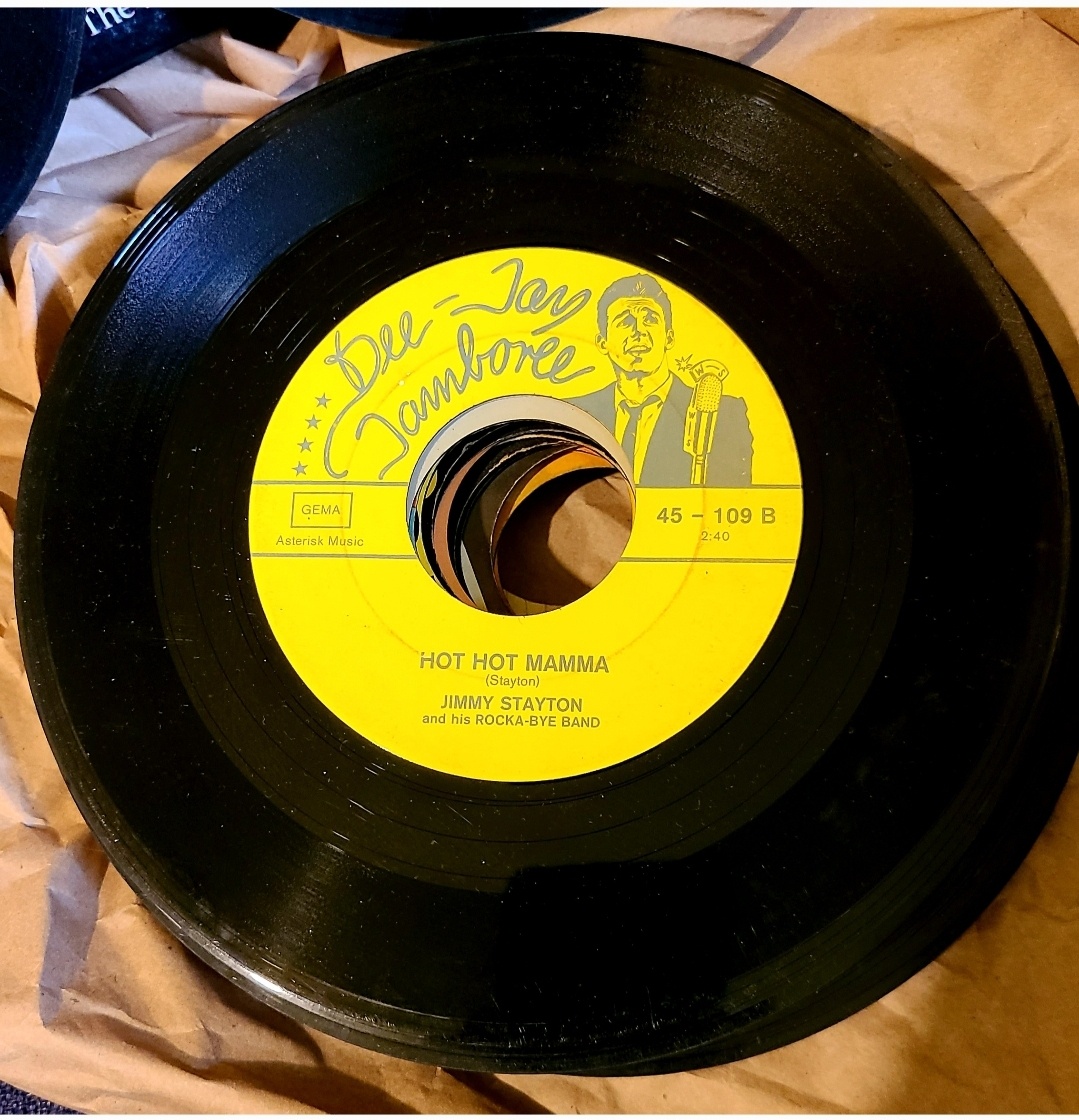 The
Dee-Jay
Jamboree
W S
GEMA
Asterisk Music
45 - 109 B
2:40
HOT HOT MAMMA
(Stayton)
JIMMY STAYTON
and his ROCKA-BYE BAND